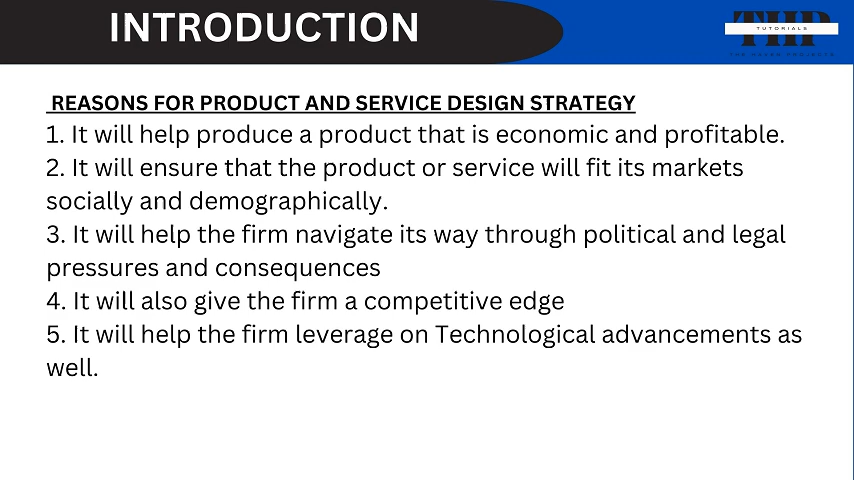 INTRODUCTION
THP
TUTORIALS
REASONS FOR PRODUCT AND SERVICE DESIGN STRATEGY
1. It will help produce a product that is economic and profitable.
2. It will ensure that the product or service will fit its markets
socially and demographically.
3. It will help the firm navigate its way through political and legal
pressures and consequences
4. It will also give the firm a competitive edge
5. It will help the firm leverage on Technological advancements as
well.